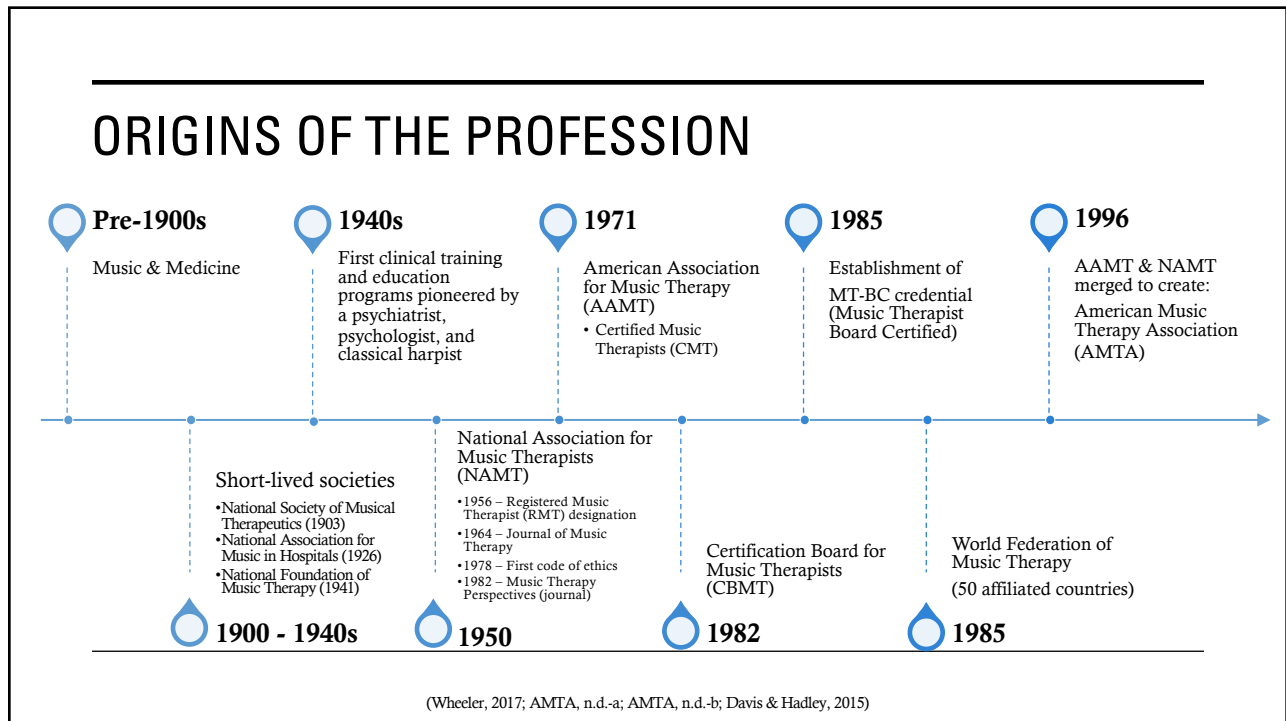 ORIGINS OF THE PROFESSION
Pre-1900s
Music & Medicine
1940s
First clinical training
and education
programs pioneered by
a psychiatrist,
psychologist, and
classical harpist
1971
American Association
for Music Therapy
(AAMT)
• Certified Music
Therapists (CMT)
1985
Establishment of
MT-BC credential
(Music Therapist
Board Certified)
1996
AAMT & NAMT
merged to create:
American Music
Therapy Association
(AMTA)
Short-lived societies
•National Society of Musical
Therapeutics (1903)
•National Association for
Music in Hospitals (1926)
•National Foundation of
Music Therapy (1941)
1900 - 1940s
National Association for
Music Therapists
(NAMT)
•1956 – Registered Music
Therapist (RMT) designation
•1964 – Journal of Music
Therapy
•1978 – First code of ethics
•1982 – Music Therapy
Perspectives (journal)
1950
Certification Board for
Music Therapists
(CBMT)
1982
World Federation of
Music Therapy
(50 affiliated countries)
1985
(Wheeler, 2017; AMTA, n.d.-a; AMTA, n.d.-b; Davis & Hadley, 2015)